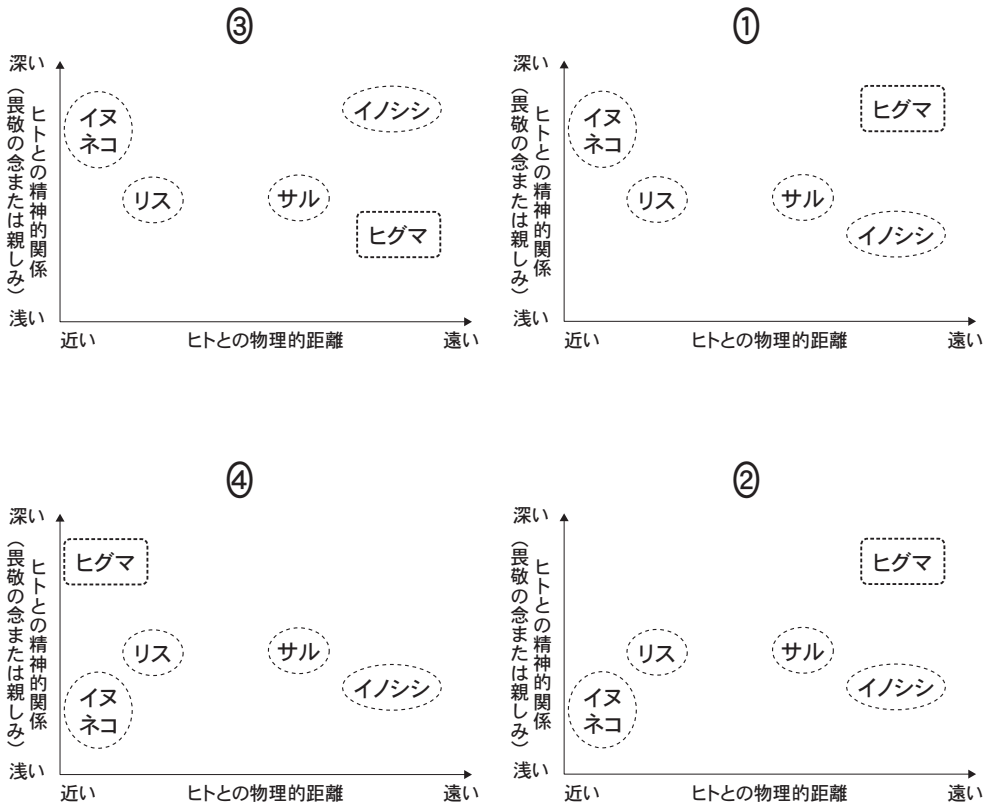 ③
深い
ヒトとの精神的関係
(畏敬の念または親しみ)
浅い
イヌ
ネコ
イノシシ
リス
サル
ヒグマ
近い
ヒトとの物理的距離
遠い
①
深い
ヒトとの精神的関係
(畏敬の念または親しみ)
浅い
イヌ
ネコ
ヒグマ
リス
サル
イノシシ
近い
ヒトとの物理的距離
遠い
④
深い
ヒトとの精神的関係
(畏敬の念または親しみ)
浅い
ヒグマ
リス
サル
イヌ
ネコ
イノシシ
近い
ヒトとの物理的距離
遠い
②
深い
ヒトとの精神的関係
(畏敬の念または親しみ)
浅い
ヒグマ
リス
サル
イヌ
ネコ
イノシシ
近い
ヒトとの物理的距離
遠い